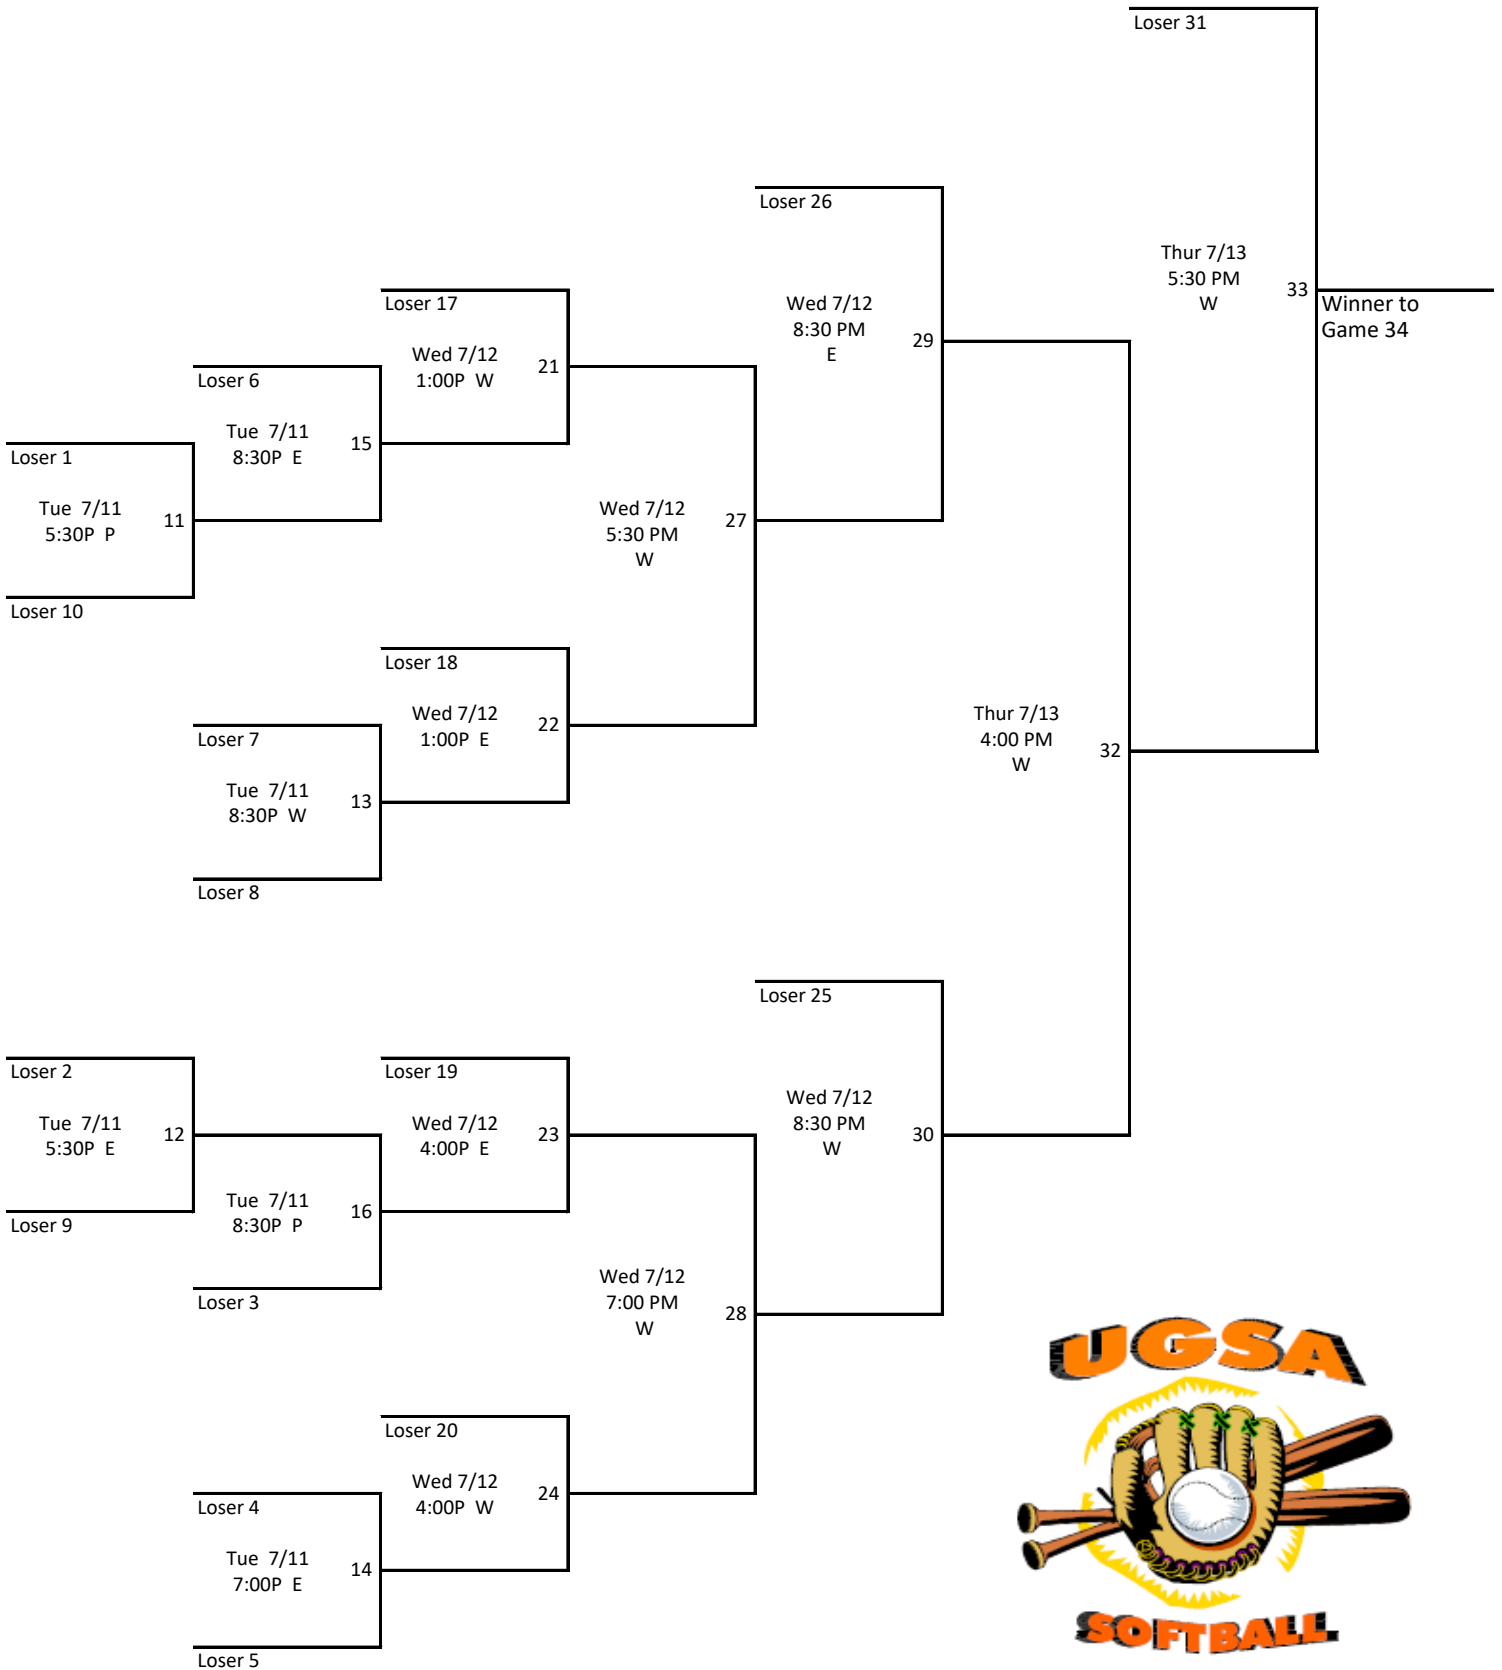 Loser 31
Loser 26
Thur 7/13
5:30 PM
W
33
Winner to
Game 34
Loser 17
Wed 7/12
8:30 PM
E
29
Wed 7/12
1:00P  W
21
Loser 6
Tue  7/11
8:30P  E
15
Loser 1
Tue  7/11
5:30P  P
11
Wed 7/12
5:30 PM
W
27
Loser 10
Loser 18
Wed 7/12
1:00P  E
22
Thur 7/13
4:00 PM
W
32
Loser 7
Tue  7/11
8:30P  W
13
Loser 8
Loser 25
Loser 2
Loser 19
Wed 7/12
8:30 PM
W
30
Tue  7/11
5:30P  E
12
Wed 7/12
4:00P  E
23
Tue  7/11
8:30P  P
16
Loser 9
Wed 7/12
7:00 PM
W
28
Loser 3
UGSA
Loser 20
Wed 7/12
4:00P  W
24
Loser 4
Tue  7/11
7:00P  E
14
SOFTBALL
Loser 5